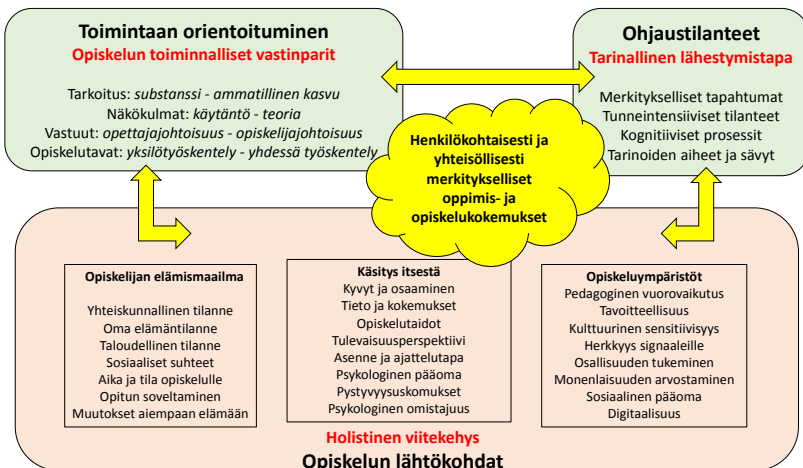 Toimintaan orientoituminen
Opiskelun toiminnalliset vastinparit
Tarkoitus: substanssi - ammatillinen kasvu
Näkökulmat: käytäntö - teoria
Vastuut: opettajajohtoisuus - opiskelijajohtoisuus
Opiskelutavat: yksilötyöskentely - yhdessä työskentely
Ohjaustilanteet
Tarinallinen lähestymistapa
Merkitykselliset tapahtumat
Tunneintensiiviset tilanteet
Kognitiiviset prosessit
Tarinoiden aiheet ja sävyt
Henkilökohtaisesti ja
yhteisöllisesti
merkitykselliset
oppimis- ja
opiskelukokemukset
Opiskelijan elämismaailma
Yhteiskunnallinen tilanne
Oma elämäntilanne
Taloudellinen tilanne
Sosiaaliset suhteet
Aika ja tila opiskelulle
Opitun soveltaminen
Muutokset aiempaan elämään
Käsitys itsestä
Kyvyt ja osaaminen
Tieto ja kokemukset
Opiskelutaidot
Tulevaisuusperspektiivi
Asenne ja ajattelutapa
Psykologinen pääoma
Pystyvyysuskomukset
Psykologinen omistajuus
Opiskeluympäristöt
Pedagoginen vuorovaikutus
Tavoitteellisuus
Kulttuurinen sensitiivisyys
Herkkyys signaaleille
Osallisuuden tukeminen
Monenlaisuuden arvostaminen
Sosiaalinen pääoma
Digitaalisuus
Holistinen viitekehys
Opiskelun lähtökohdat